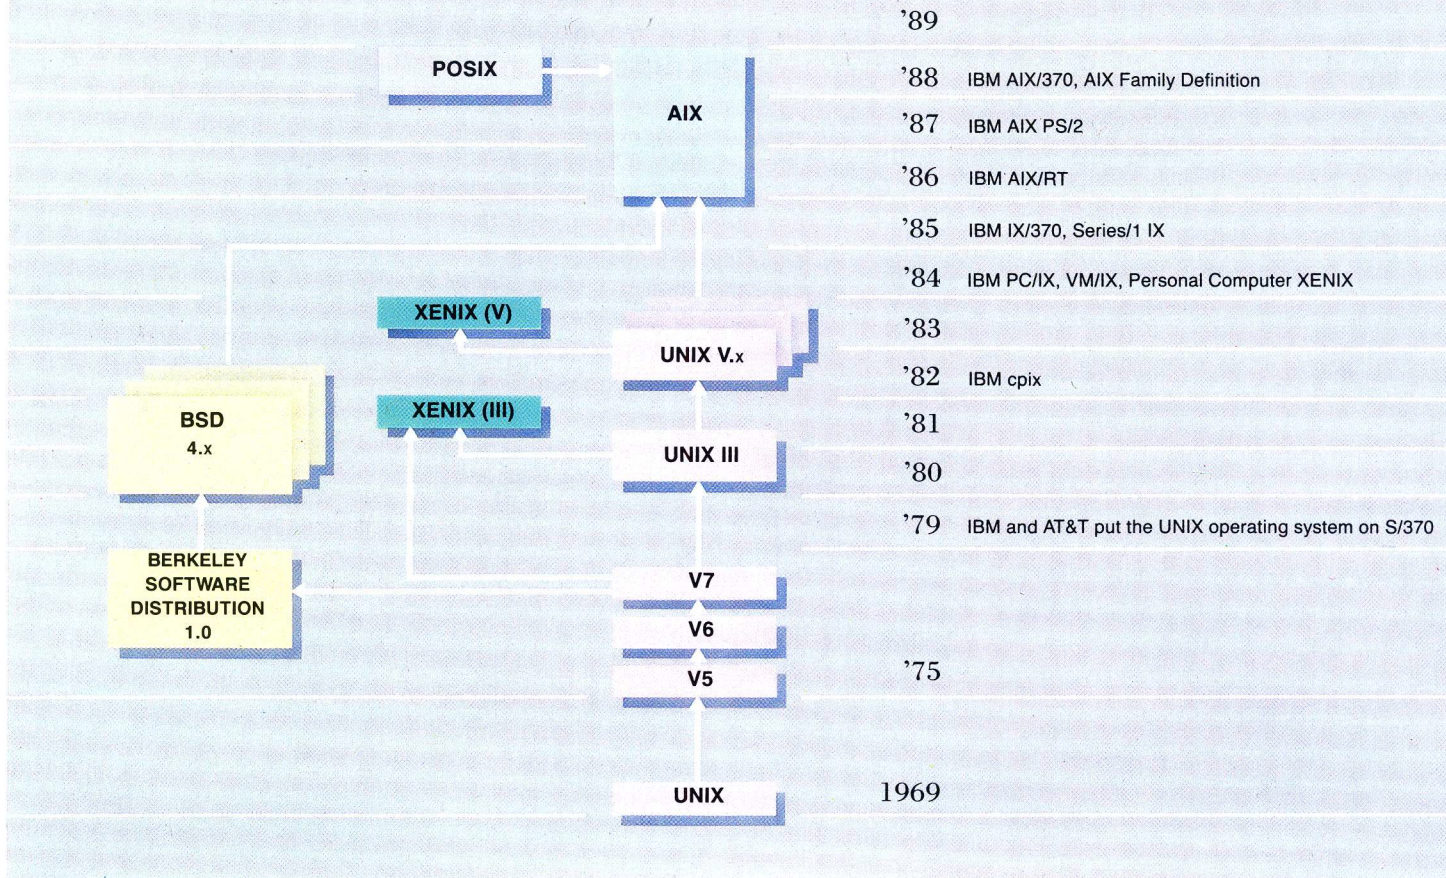 '89
POSIX
'88 IBM AIX/370, AIX Family Definition
AIX
'87 IBM AIX PS/2
'86 IBM AIX/RT
'85 IBM IX/370, Series/1 IX
'84 IBM PC/IX, VM/IX, Personal Computer XENIX
XENIX (V)
'83
UNIX V.x
'82 IBM cpix
XENIX (III)
'81
BSD
4.x
UNIX III
'80
'79 IBM and AT&T put the UNIX operating system on S/370
BERKELEY
SOFTWARE
DISTRIBUTION
1.0
V7
V6
V5
'75
UNIX
1969